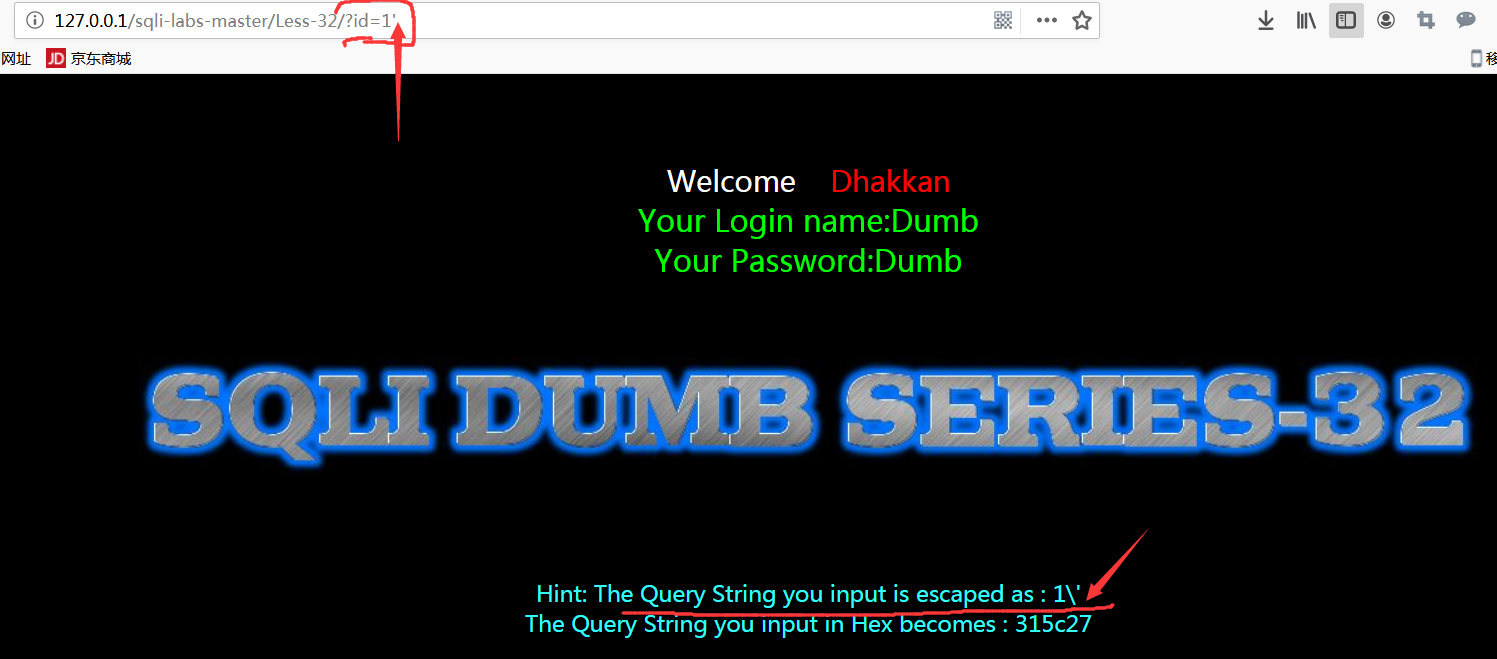 127.0.0.1/sqli-labs-master/Less-32/?id=1'
网址 JD 京东商城 移
Welcome Dhakkan
Your Login name:Dumb
Your Password:Dumb
SQLI DUMB SERIES-32
Hint: The Query String you input is escaped as : 1\'
The Query String you input in Hex becomes : 315c27